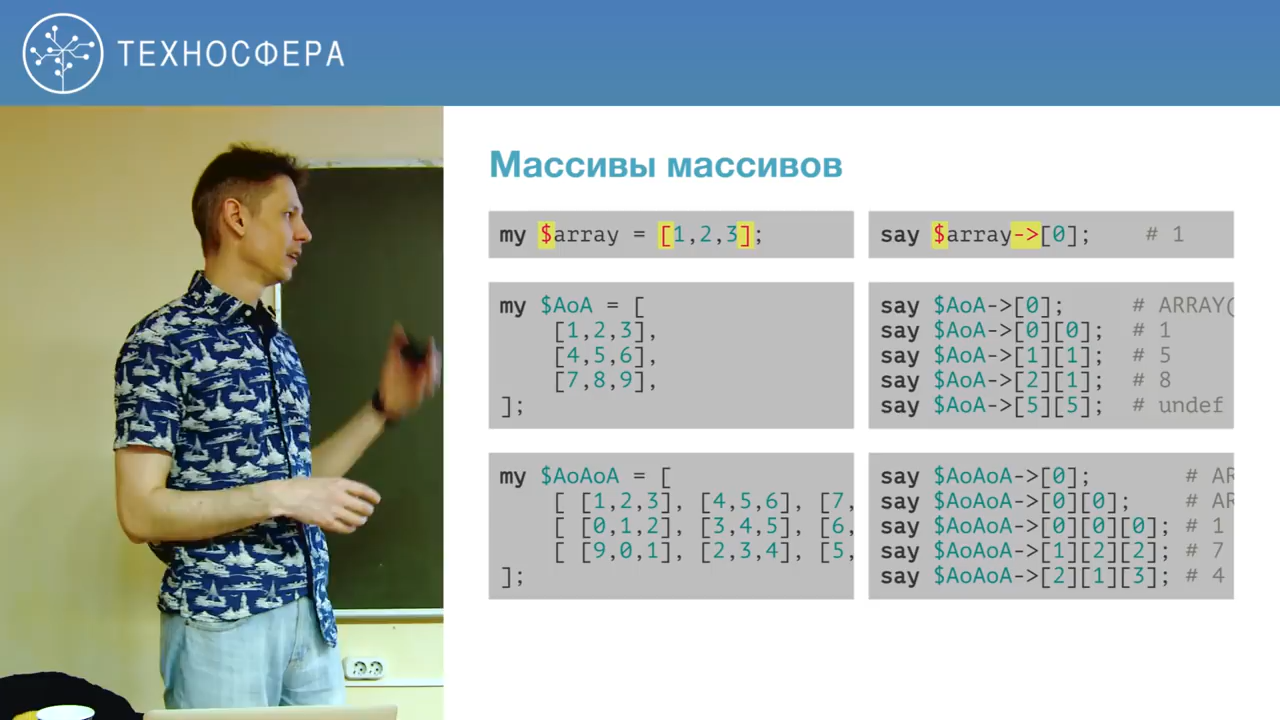 ТЕХНОСФЕРА
Массивы массивов
my $array = [1,2,3];
say $array->[0];    # 1
my $AoA = [
    [1,2,3],
    [4,5,6],
    [7,8,9],
];
say $AoA->[0];     # ARRAY(
say $AoA->[0][0];  # 1
say $AoA->[1][1];  # 5
say $AoA->[2][1];  # 8
say $AoA->[5][5];  # undef
my $AoAoA = [
    [ [1,2,3], [4,5,6], [7,
    [ [0,1,2], [3,4,5], [6,
    [ [9,0,1], [2,3,4], [5,
];
say $AoAoA->[0];       # AR
say $AoAoA->[0][0];    # AR
say $AoAoA->[0][0][0]; # 1
say $AoAoA->[1][2][2]; # 7
say $AoAoA->[2][1][3]; # 4